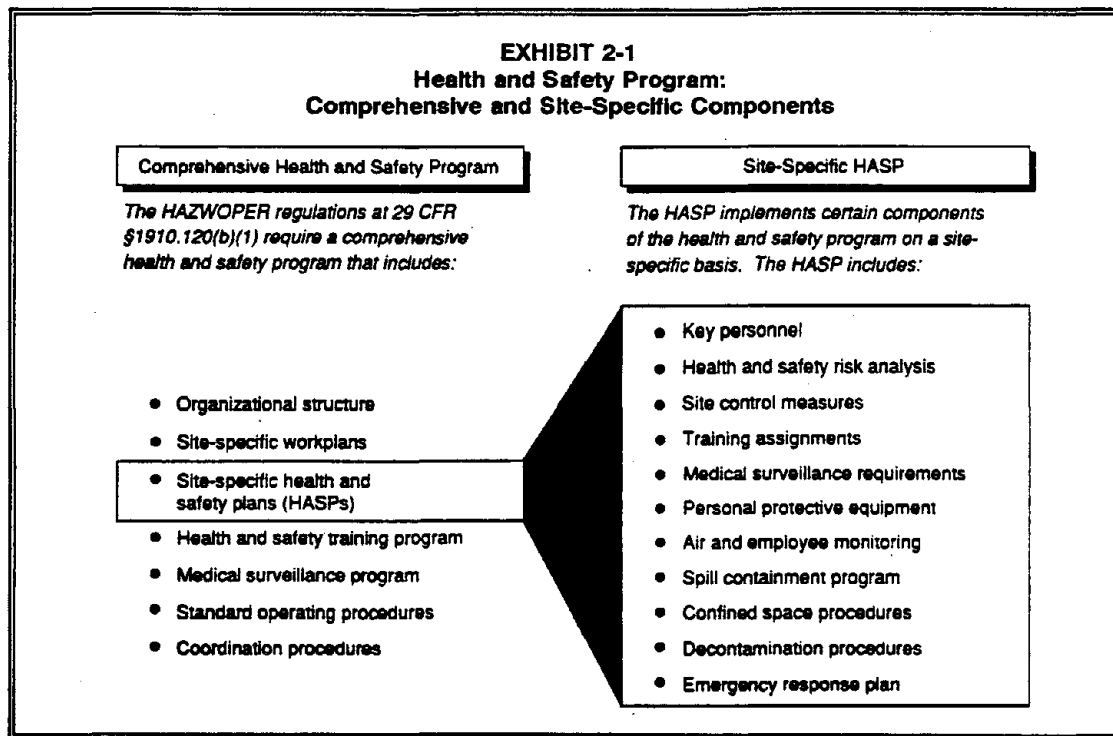 EXHIBIT 2-1
Health and Safety Program:
Comprehensive and Site-Specific Components
Comprehensive Health and Safety Program
The HAZWOPER regulations at 29 CFR
§1910.120(b)(1) require a comprehensive
health and safety program that includes:
• Organizational structure
• Site-specific workplans
• Site-specific health and
safety plans (HASPs)
• Health and safety training program
• Medical surveillance program
• Standard operating procedures
• Coordination procedures
Site-Specific HASP
The HASP implements certain components
of the health and safety program on a site-
specific basis. The HASP includes:
• Key personnel
• Health and safety risk analysis
• Site control measures
• Training assignments
• Medical surveillance requirements
• Personal protective equipment
• Air and employee monitoring
• Spill containment program
• Confined space procedures
• Decontamination procedures
• Emergency response plan